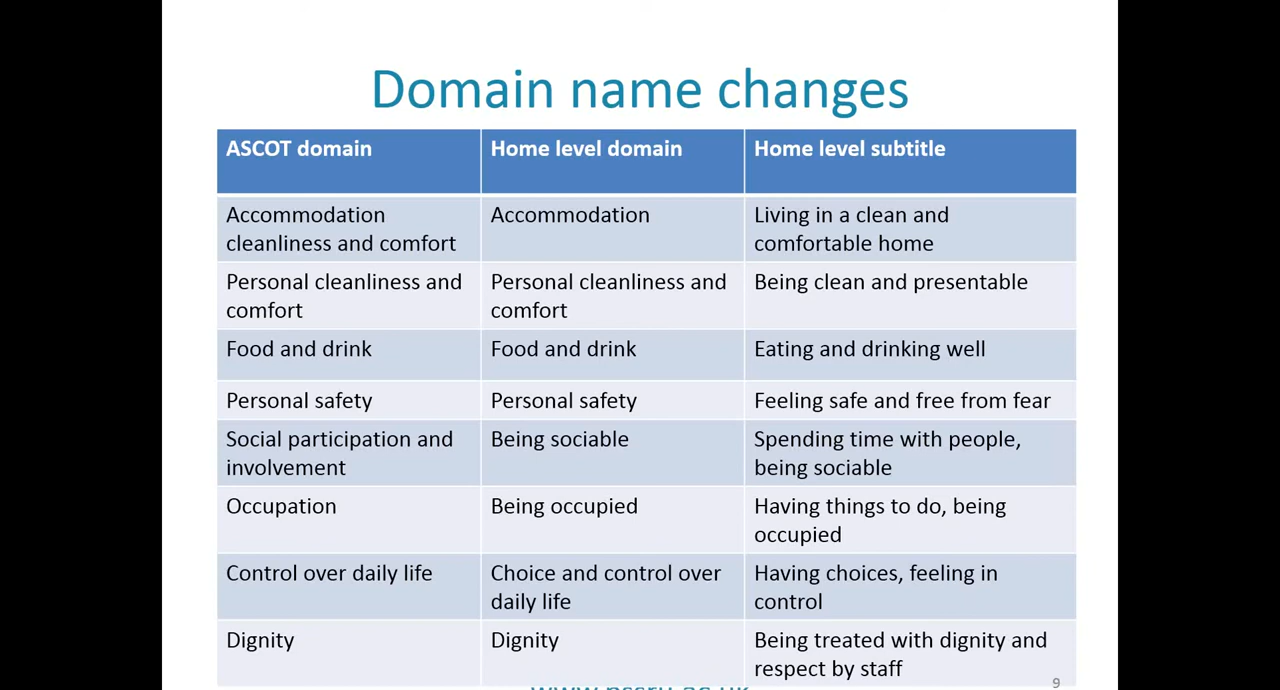 Domain name changes
ASCOT domain
Home level domain
Home level subtitle
Accommodation
cleanliness and comfort
Accommodation
Living in a clean and
comfortable home
Personal cleanliness and
comfort
Personal cleanliness and
comfort
Being clean and presentable
Food and drink
Food and drink
Eating and drinking well
Personal safety
Personal safety
Feeling safe and free from fear
Social participation and
involvement
Being sociable
Spending time with people,
being sociable
Occupation
Being occupied
Having things to do, being
occupied
Control over daily life
Choice and control over
daily life
Having choices, feeling in
control
Dignity
Dignity
Being treated with dignity and
respect by staff
9